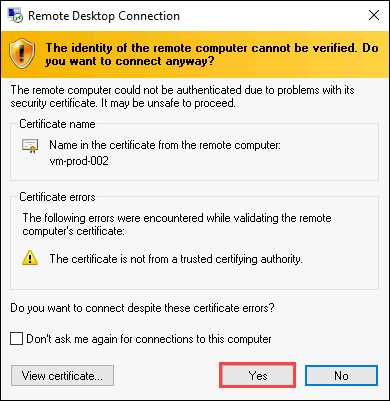 Remote Desktop Connection
The identity of the remote computer cannot be verified. Do
you want to connect anyway?
The remote computer could not be authenticated due to problems with its
security certificate. It may be unsafe to proceed.
Certificate name
Name in the certificate from the remote computer:
vm-prod-002
Certificate errors
The following errors were encountered while validating the remote
computer's certificate:
The certificate is not from a trusted certifying authority.
Do you want to connect despite these certificate errors?
Don't ask me again for connections to this computer
View certificate... Yes No